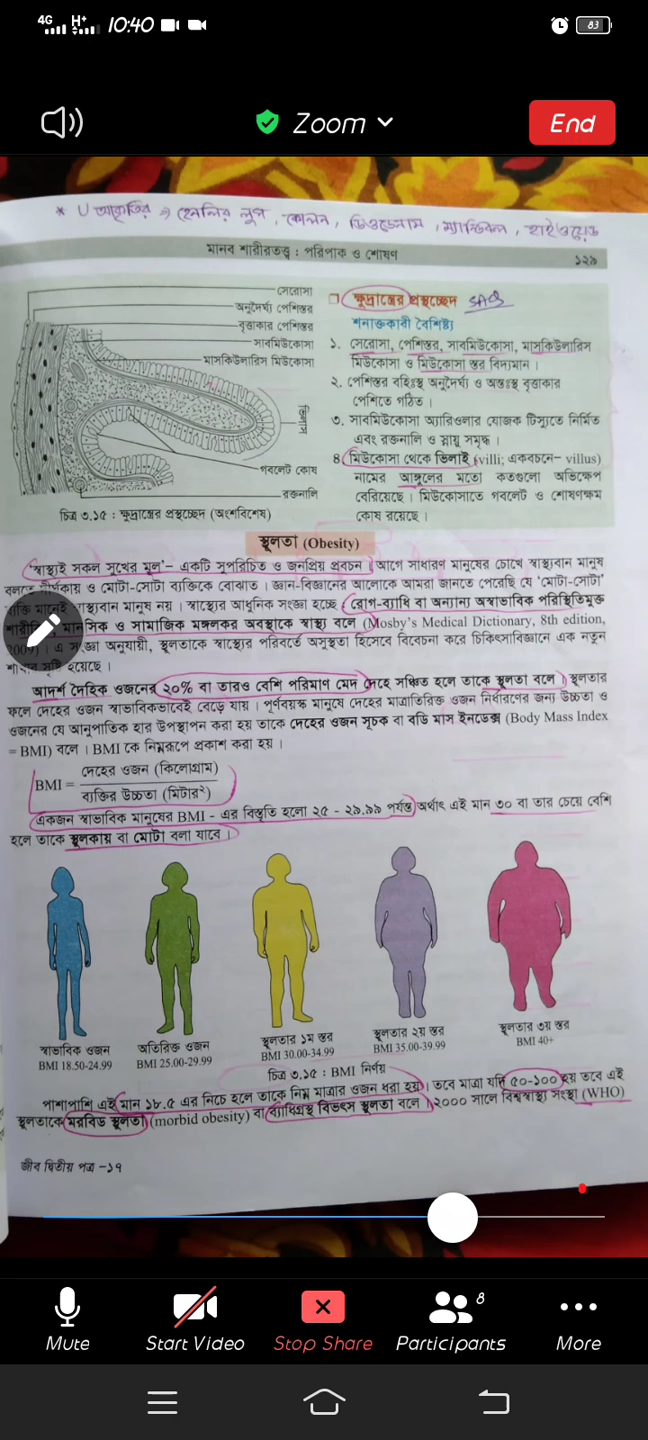 4G H+ 10:40 83
Zoom
End
* U আকৃতির ⇒ হেনলির লুপ, কোলন, ডিওডেনাম, ম্যান্ডিবল, হাইওয়েড
মানব শারীরতত্ত্ব : পরিপাক ও শোষণ
১২৯
সেরোসা
অনুদৈর্ঘ্য পেশিস্তর
বৃত্তাকার পেশিস্তর
সাবমিউকোসা
মাসকিউলারিস মিউকোসা
ভিলাস
গবলেট কোষ
রক্তনালি
চিত্র ৩.১৫ : ক্ষুদ্রান্ত্রের প্রস্থচ্ছেদ (অংশবিশেষ)
ক্ষুদ্রান্ত্রের প্রস্থচ্ছেদ SAQ
শনাক্তকারী বৈশিষ্ট্য
১. সেরোসা, পেশিস্তর, সাবমিউকোসা, মাসকিউলারিস
মিউকোসা ও মিউকোসা স্তর বিদ্যমান।
২. পেশিস্তর বহিঃস্থ অনুদৈর্ঘ্য ও অন্তঃস্থ বৃত্তাকার
পেশিতে গঠিত।
৩. সাবমিউকোসা অ্যারিওলার যোজক টিস্যুতে নির্মিত
এবং রক্তনালি ও স্নায়ু সমৃদ্ধ।
৪. মিউকোসা থেকে ভিলাই (villi; একবচনে– villus)
নামের আঙ্গুলের মতো কতগুলো অভিক্ষেপ
বেরিয়েছে। মিউকোসাতে গবলেট ও শোষণক্ষম
কোষ রয়েছে।
স্থূলতা (Obesity)
‘স্বাস্থ্যই সকল সুখের মূল’– একটি সুপরিচিত ও জনপ্রিয় প্রবচন। আগে সাধারণ মানুষের চোখে স্বাস্থ্যবান মানুষ
বলতে দীর্ঘকায় ও মোটা-সোটা ব্যক্তিকে বোঝাত। জ্ঞান-বিজ্ঞানের আলোকে আমরা জানতে পেরেছি যে ‘মোটা-সোটা’
ব্যক্তি মানেই স্বাস্থ্যবান মানুষ নয়। স্বাস্থ্যের আধুনিক সংজ্ঞা হচ্ছে : রোগ-ব্যাধি বা অন্যান্য অস্বাভাবিক পরিস্থিতিমুক্ত
শারীরিক, মানসিক ও সামাজিক মঙ্গলকর অবস্থাকে স্বাস্থ্য বলে (Mosby’s Medical Dictionary, 8th edition,
2009)। এ সংজ্ঞা অনুযায়ী, স্থূলতাকে স্বাস্থ্যের পরিবর্তে অসুস্থতা হিসেবে বিবেচনা করে চিকিৎসাবিজ্ঞানে এক নতুন
শাখার সৃষ্টি হয়েছে।
আদর্শ দৈহিক ওজনের ২০% বা তারও বেশি পরিমাণ মেদ দেহে সঞ্চিত হলে তাকে স্থূলতা বলে। স্থূলতার
ফলে দেহের ওজন স্বাভাবিকভাবেই বেড়ে যায়। পূর্ণবয়স্ক মানুষে দেহের মাত্রাতিরিক্ত ওজন নির্ধারণের জন্য উচ্চতা ও
ওজনের যে আনুপাতিক হার উপস্থাপন করা হয় তাকে দেহের ওজন সূচক বা বডি মাস ইনডেক্স (Body Mass Index
= BMI) বলে। BMI কে নিম্নরূপে প্রকাশ করা হয়।
BMI = দেহের ওজন (কিলোগ্রাম)
ব্যক্তির উচ্চতা (মিটার²)
একজন স্বাভাবিক মানুষের BMI - এর বিস্তৃতি হলো ২৫ - ২৯.৯৯ পর্যন্ত অর্থাৎ এই মান ৩০ বা তার চেয়ে বেশি
হলে তাকে স্থূলকায় বা মোটা বলা যাবে।
স্বাভাবিক ওজন
BMI 18.50-24.99
অতিরিক্ত ওজন
BMI 25.00-29.99
স্থূলতার ১ম স্তর
BMI 30.00-34.99
স্থূলতার ২য় স্তর
BMI 35.00-39.99
স্থূলতার ৩য় স্তর
BMI 40+
চিত্র ৩.১৫ : BMI নির্ণয়
পাশাপাশি এই মান ১৮.৫ এর নিচে হলে তাকে নিম্ন মাত্রার ওজন ধরা হয়। তবে মাত্রা যদি ৫০-১০০ হয় তবে এই
স্থূলতাকে মরবিড স্থূলতা (morbid obesity) বা ব্যাধিগ্রস্থ বিভৎস স্থূলতা বলে। ২০০০ সালে বিশ্বস্বাস্থ্য সংস্থা (WHO)
জীব দ্বিতীয় পত্র –১৭
Mute
Start Video
Stop Share
Participants 8
More